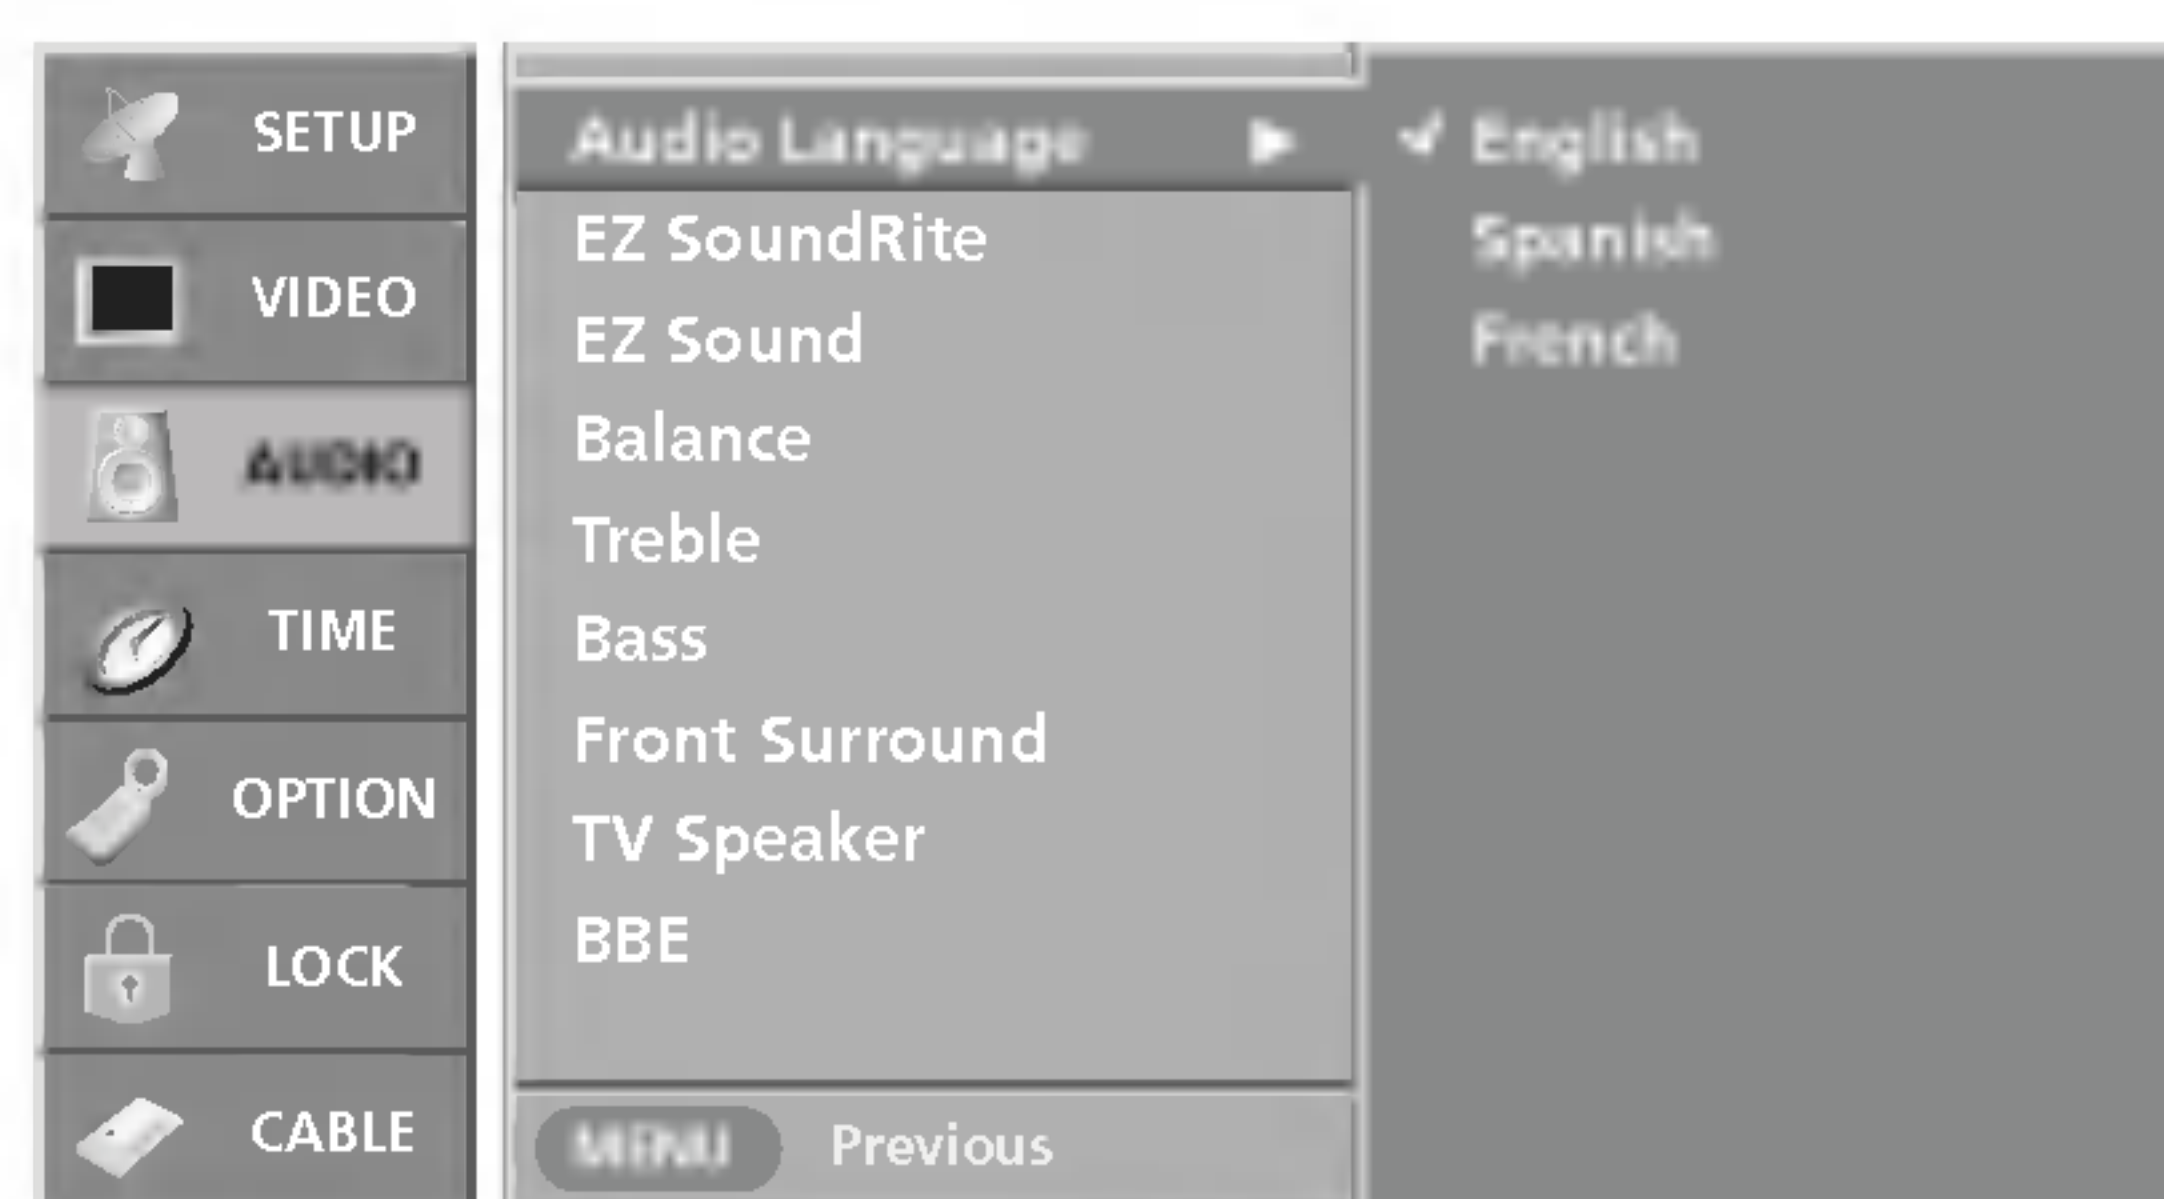 SETUP
VIDEO
AUDIO
TIME
OPTION
LOCK
CABLE
Audio Language ▶
EZ SoundRite
EZ Sound
Balance
Treble
Bass
Front Surround
TV Speaker
BBE
MENU Previous
✓ English
Spanish
French